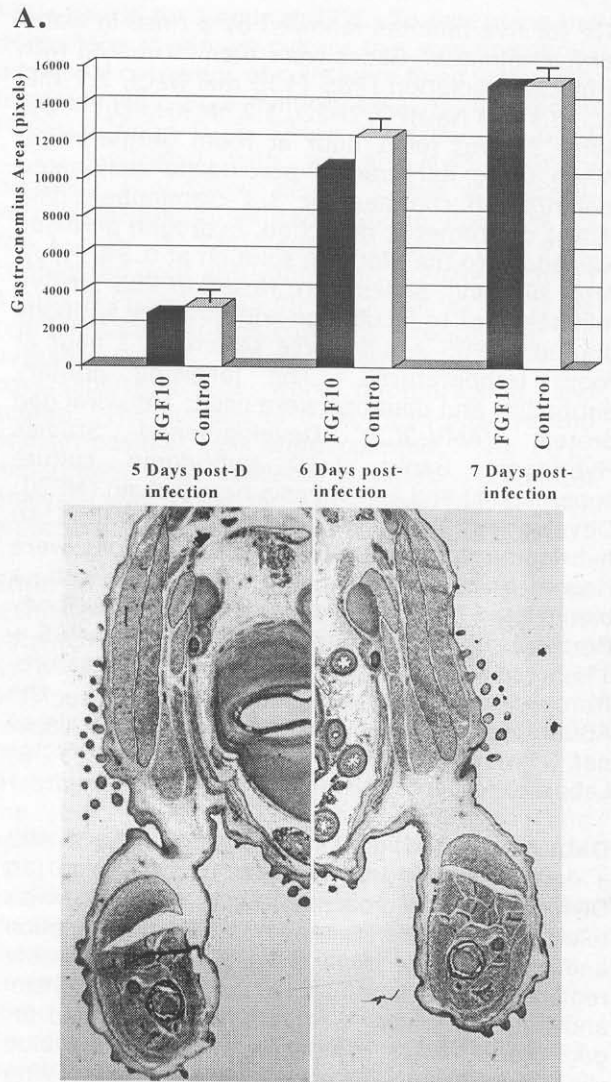 A.
Gastrocnemius Area (pixels)
16000
14000
12000
10000
8000
6000
4000
2000
0
FGF10
Control
FGF10
Control
FGF10
Control
5 Days post-D
infection
6 Days post-
infection
7 Days post-
infection